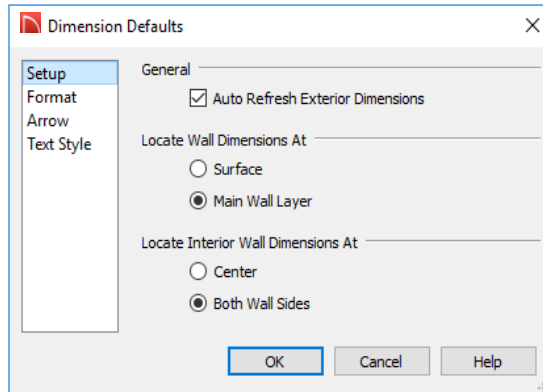 Dimension Defaults
Setup
Format
Arrow
Text Style
General
Auto Refresh Exterior Dimensions
Locate Wall Dimensions At
Surface
Main Wall Layer
Locate Interior Wall Dimensions At
Center
Both Wall Sides
OK Cancel Help